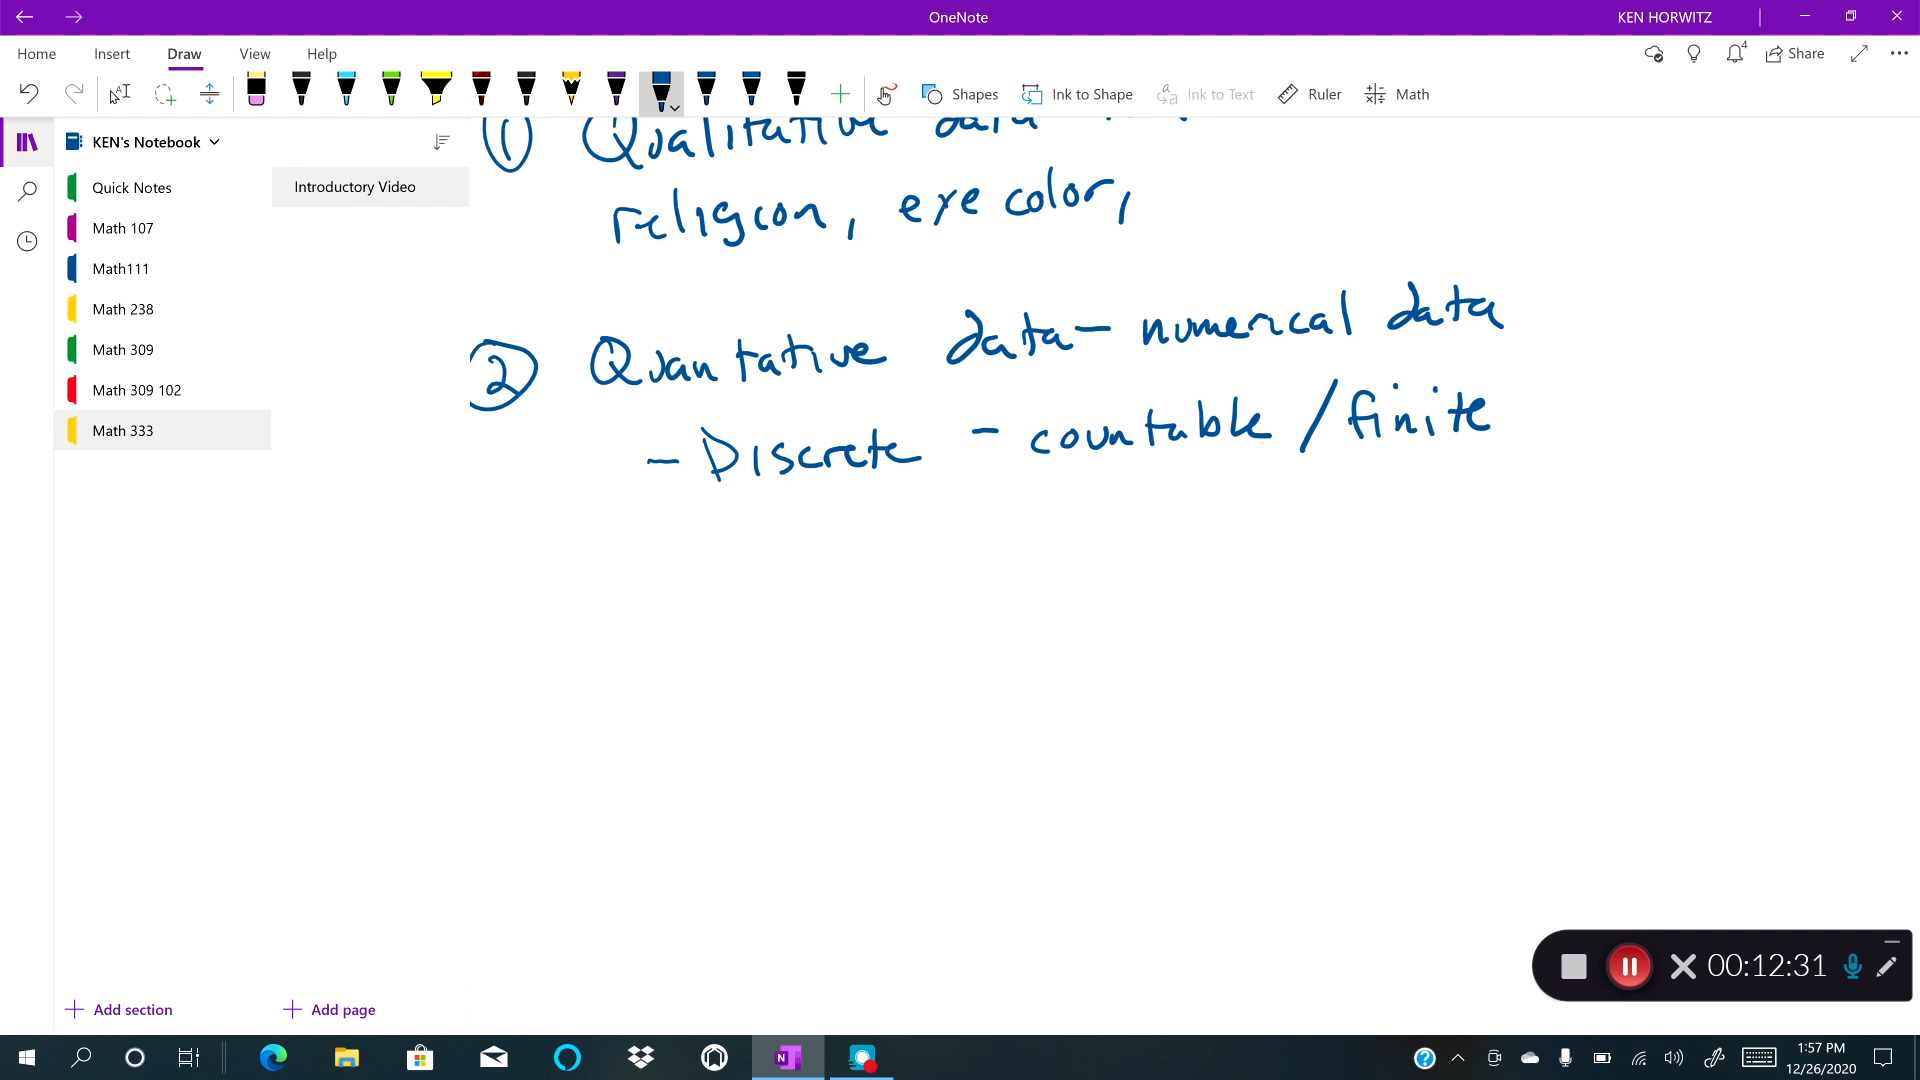 OneNote
KEN HORWITZ
Home Insert Draw View Help
4 Share
Shapes Ink to Shape Ink to Text Ruler Math
KEN's Notebook
Quick Notes
Math 107
Math111
Math 238
Math 309
Math 309 102
Math 333
Introductory Video
① Qualitative data
religion, eye color,
② Quantative data - numerical data
- Discrete - countable / finite
00:12:31
Add section
Add page
1:57 PM
12/26/2020